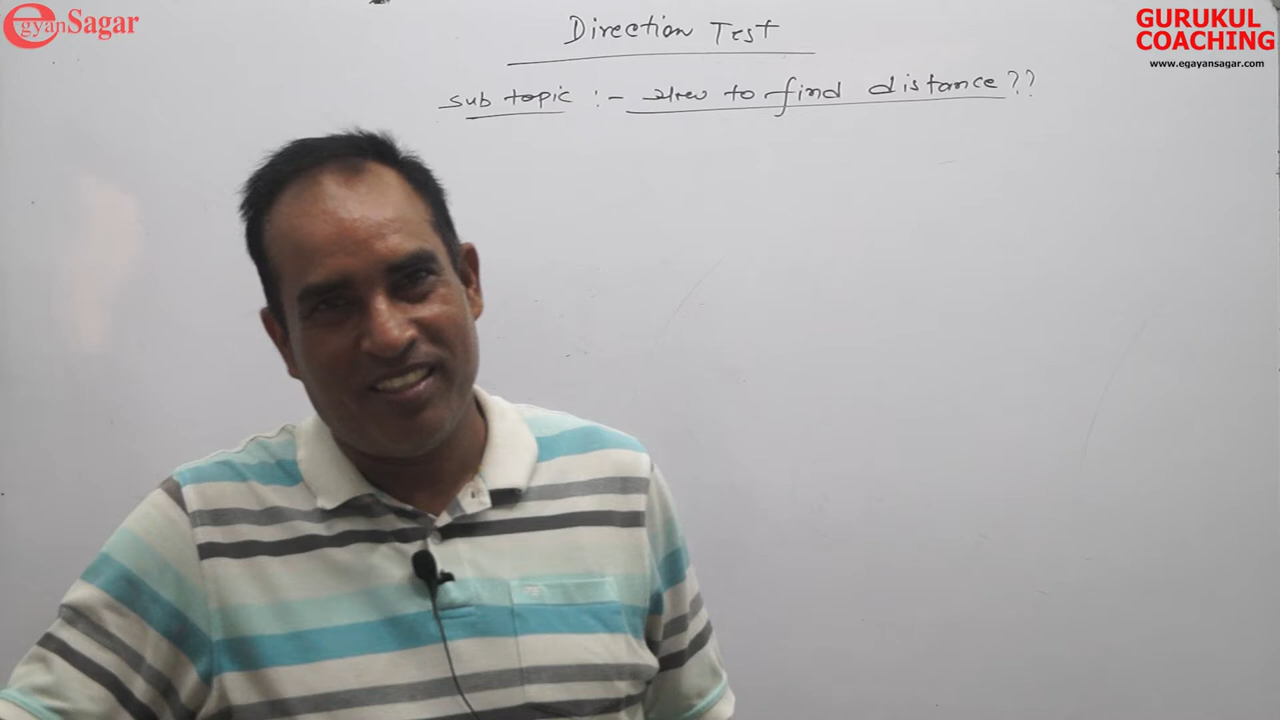 egyanSagar
GURUKUL
COACHING
www.egayansagar.com
Direction Test
sub topic :- How to find distance ??